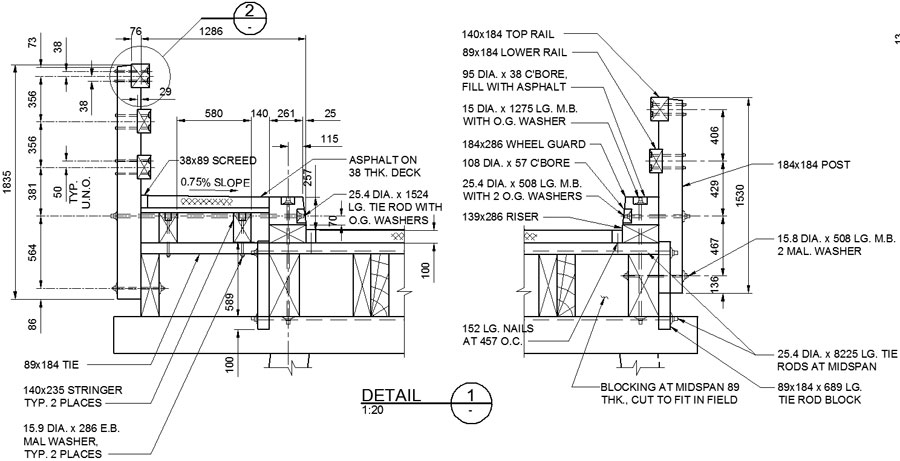 2
-
76
1286
73
38
38
29
356
356
381
1835
50
TYP.
U.N.O.
564
86
580
140
261
25
115
257
38x89 SCREED
0.75% SLOPE
ASPHALT ON
38 THK. DECK
25.4 DIA. x 1524
LG. TIE ROD WITH
O.G. WASHERS
70
100
589
100
89x184 TIE
140x235 STRINGER
TYP. 2 PLACES
15.9 DIA. x 286 E.B.
MAL WASHER,
TYP. 2 PLACES
DETAIL
1:20
1
-
140x184 TOP RAIL
89x184 LOWER RAIL
95 DIA. x 38 C'BORE,
FILL WITH ASPHALT
15 DIA. x 1275 LG. M.B.
WITH O.G. WASHER
184x286 WHEEL GUARD
108 DIA. x 57 C'BORE
25.4 DIA. x 508 LG. M.B.
WITH 2 O.G. WASHERS
139x286 RISER
152 LG. NAILS
AT 457 O.C.
406
429
467
136
1530
184x184 POST
15.8 DIA. x 508 LG. M.B.
2 MAL. WASHER
25.4 DIA. x 8225 LG. TIE
RODS AT MIDSPAN
89x184 x 689 LG.
TIE ROD BLOCK
BLOCKING AT MIDSPAN 89
THK., CUT TO FIT IN FIELD
13